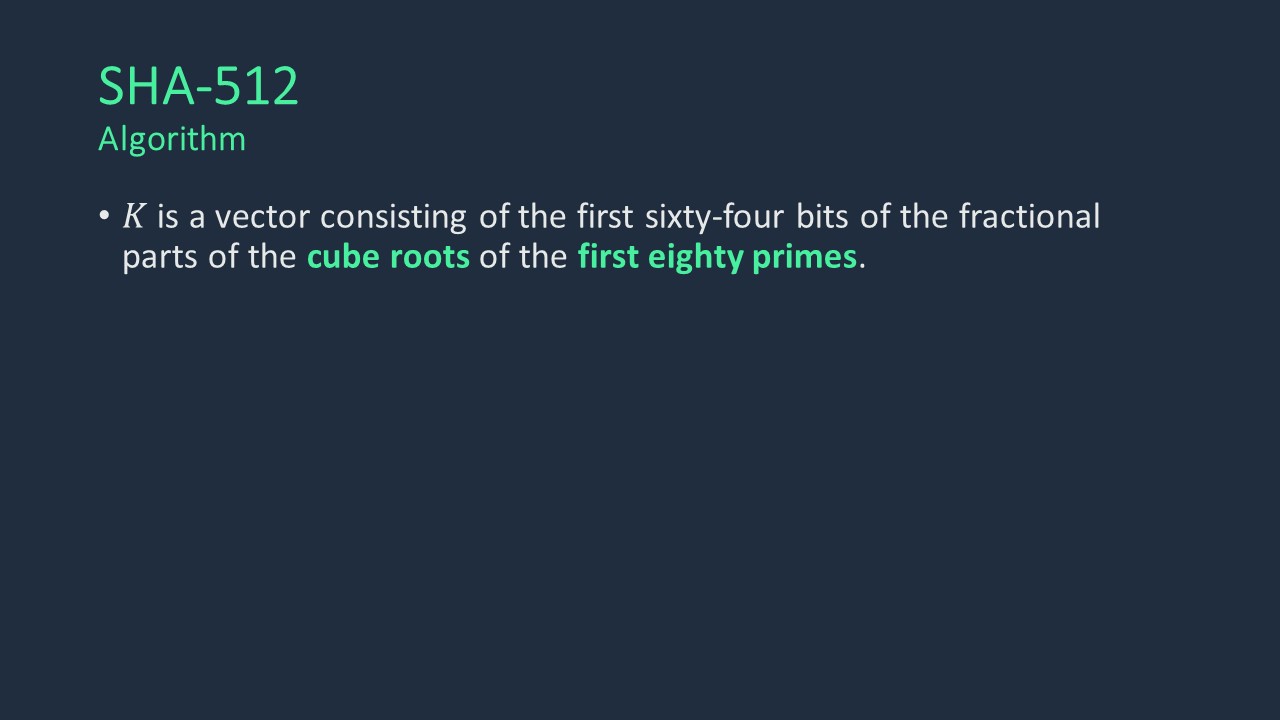 SHA-512
Algorithm
• K is a vector consisting of the first sixty-four bits of the fractional
parts of the cube roots of the first eighty primes.